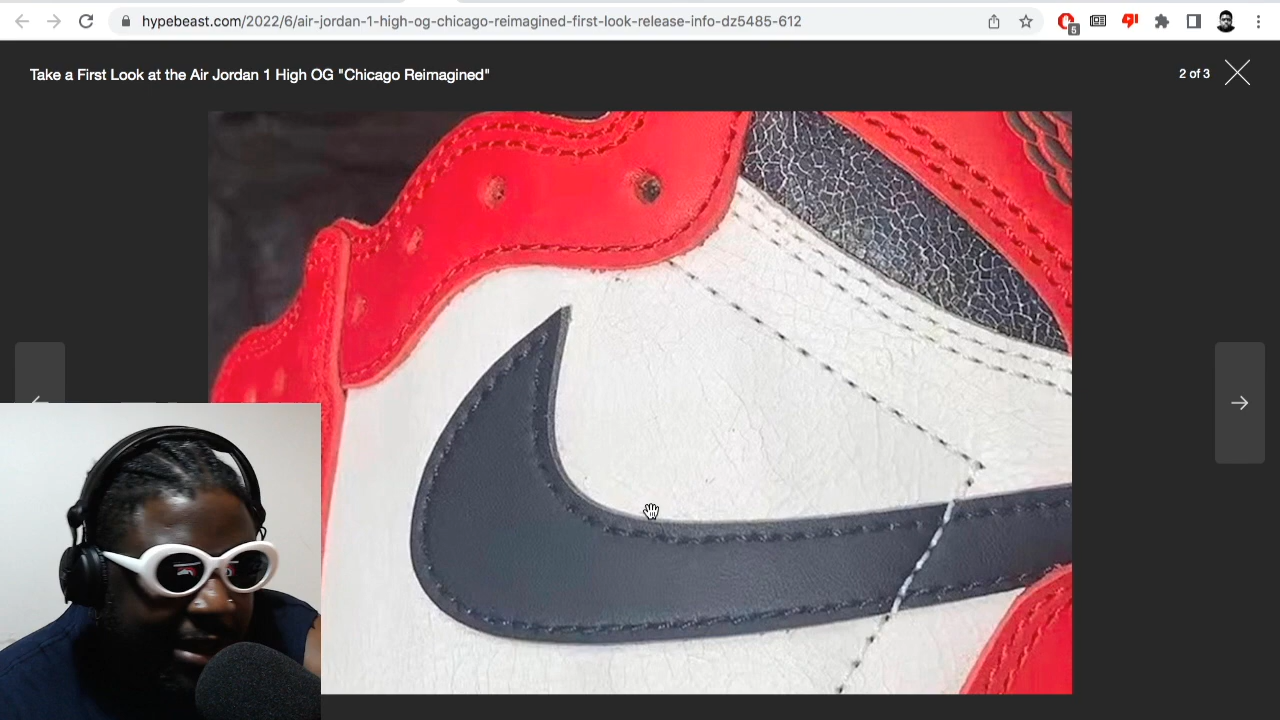 hypebeast.com/2022/6/air-jordan-1-high-og-chicago-reimagined-first-look-release-info-dz5485-612
5
Take a First Look at the Air Jordan 1 High OG "Chicago Reimagined"
2 of 3